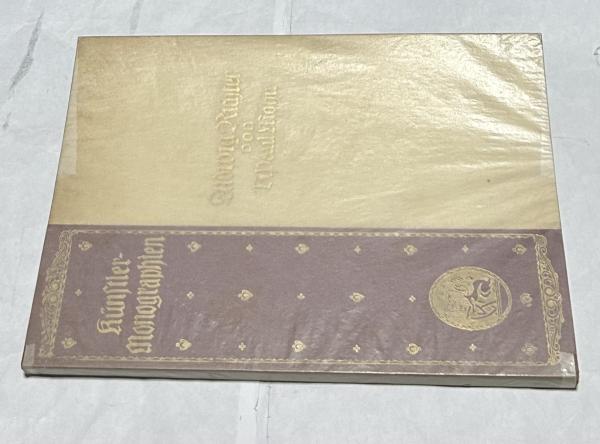 Künstler-
Monographien
Ludwig Richter
von
V. Paul Mohn